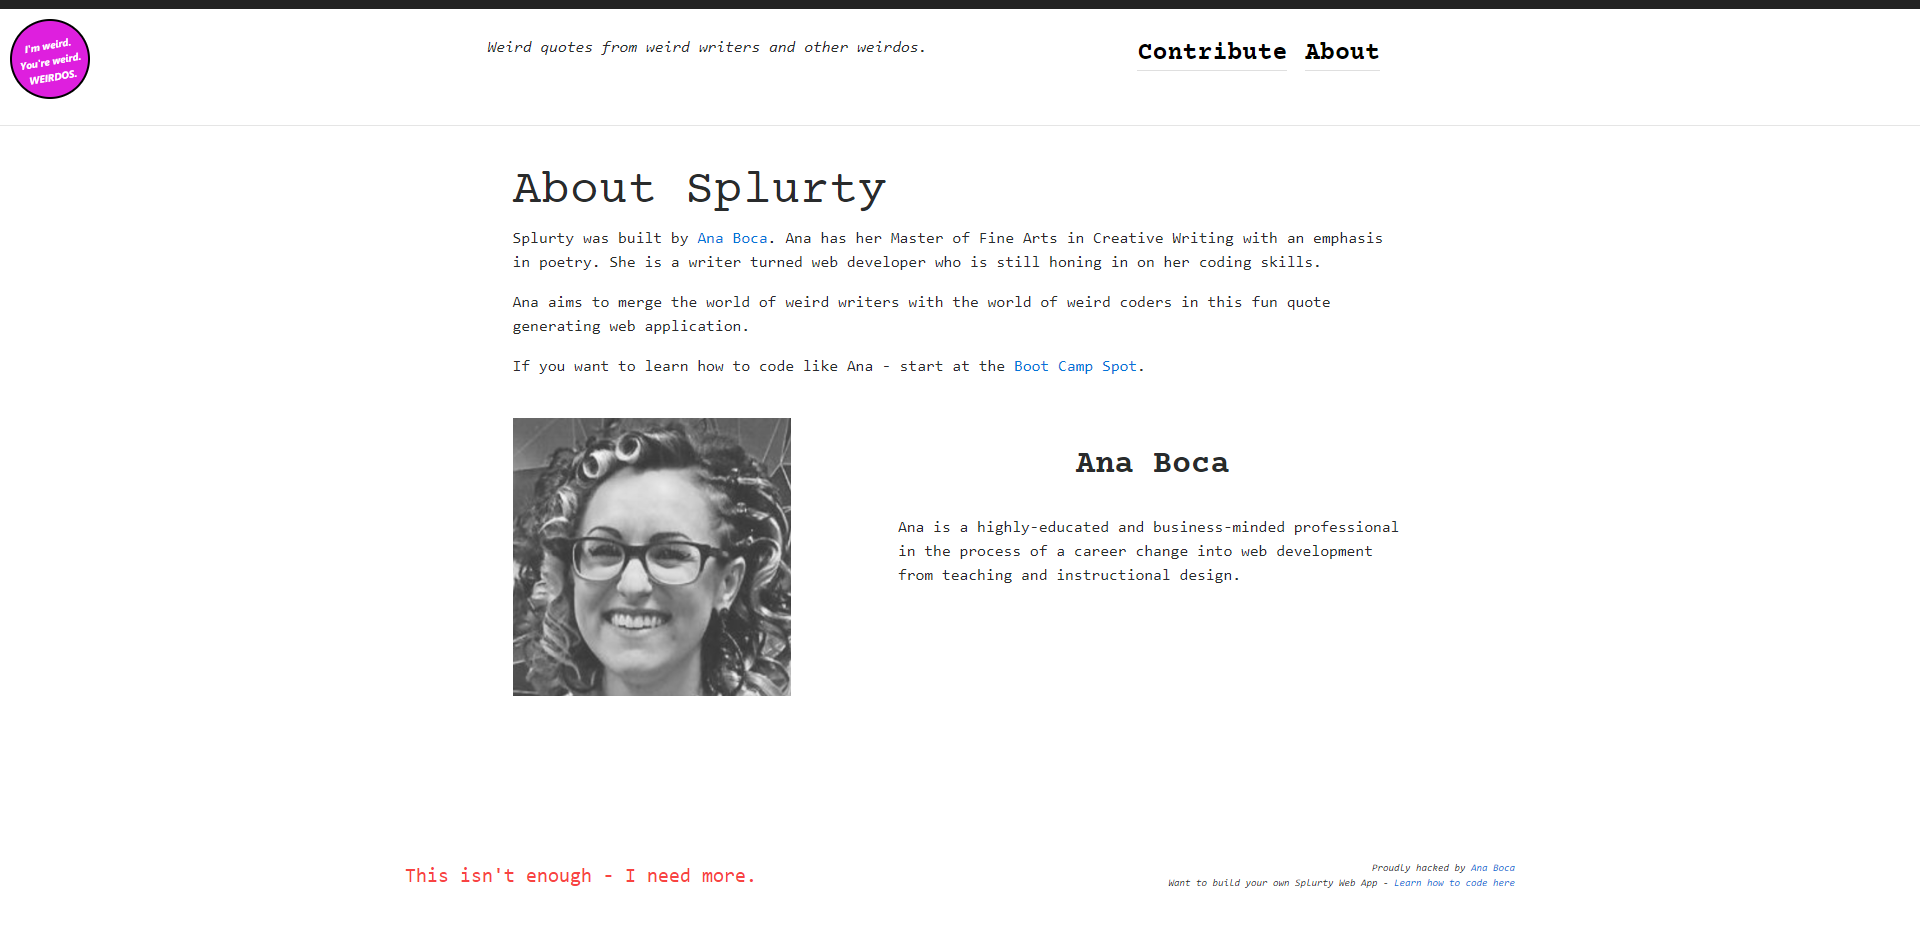 I'm weird.
You're weird.
WEIRDOS.
Weird quotes from weird writers and other weirdos.
Contribute About
About Splurty
Splurty was built by Ana Boca. Ana has her Master of Fine Arts in Creative Writing with an emphasis
in poetry. She is a writer turned web developer who is still honing in on her coding skills.
Ana aims to merge the world of weird writers with the world of weird coders in this fun quote
generating web application.
If you want to learn how to code like Ana - start at the Boot Camp Spot.
Ana Boca
Ana is a highly-educated and business-minded professional
in the process of a career change into web development
from teaching and instructional design.
This isn't enough - I need more.
Proudly hacked by Ana Boca
Want to build your own Splurty Web App - Learn how to code here